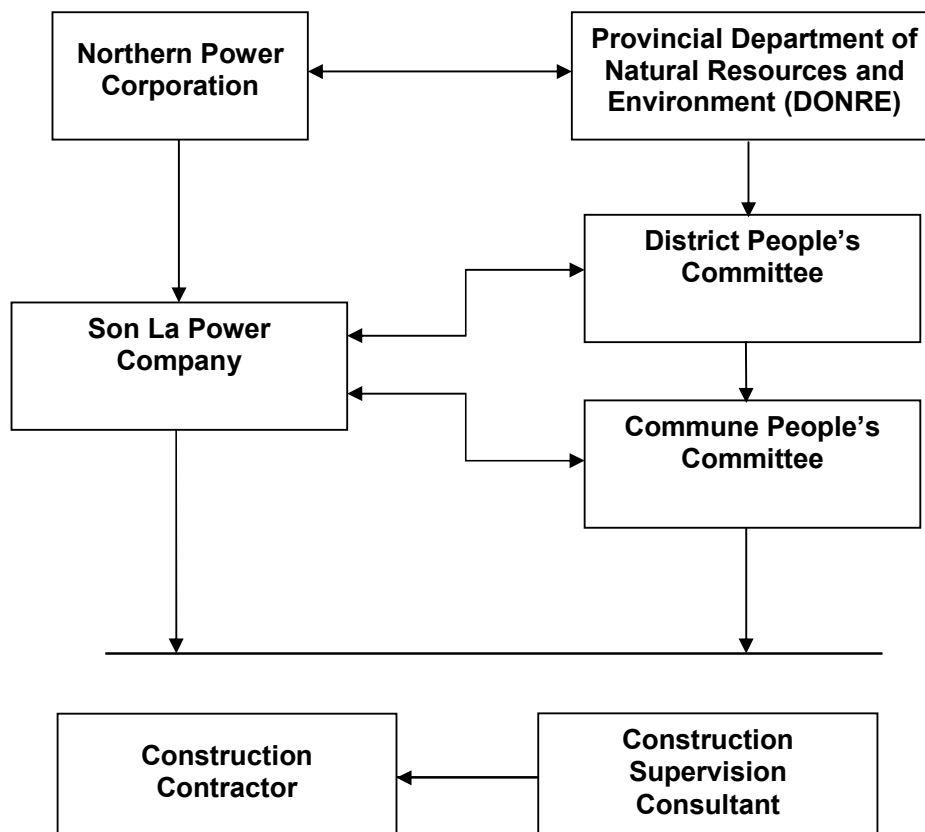 Northern Power
Corporation
Provincial Department of
Natural Resources and
Environment (DONRE)
District People’s
Committee
Son La Power
Company
Commune People’s
Committee
Construction
Contractor
Construction
Supervision
Consultant